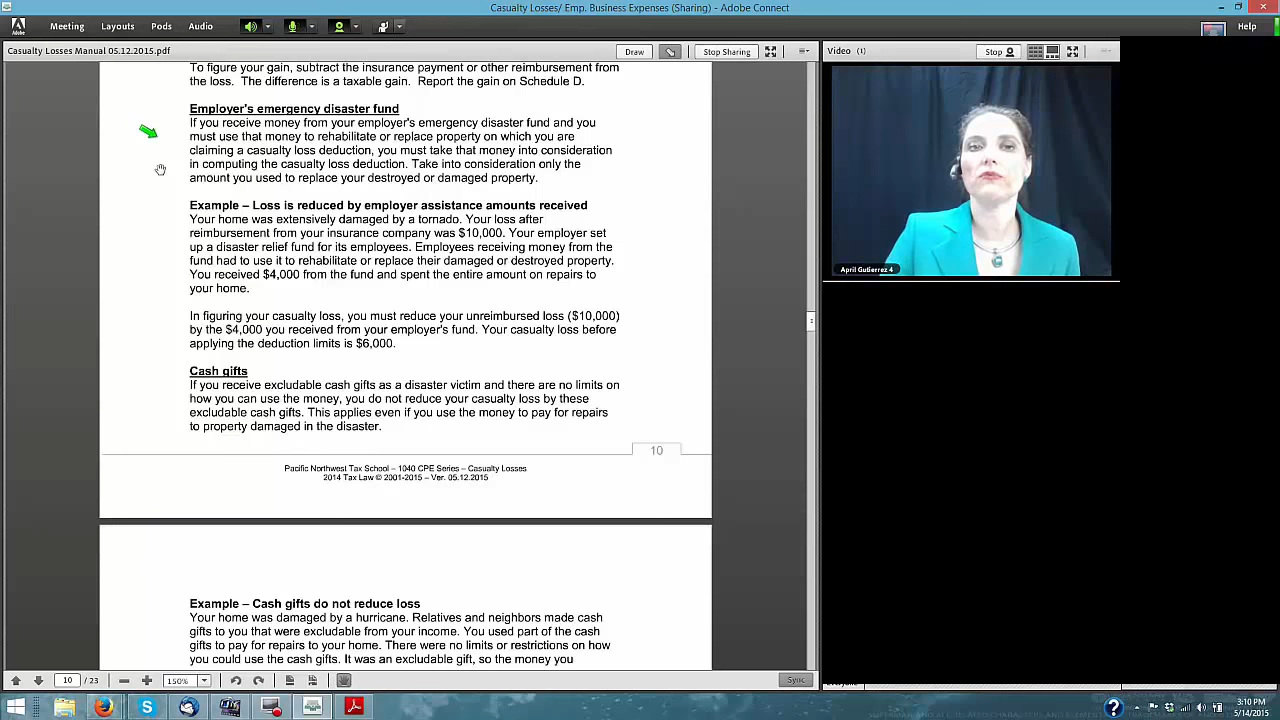 Casualty Losses/ Emp. Business Expenses (Sharing) - Adobe Connect
Adobe
Meeting
Layouts
Pods
Audio
Help
Casualty Losses Manual 05.12.2015.pdf
Draw
Stop Sharing
Video (1)
Stop
To figure your gain, subtract
the insurance payment or other reimbursement from
the loss. The difference is a taxable gain. Report the gain on Schedule D.
Employer's emergency disaster fund
If you receive money from your employer's emergency disaster fund and you
must use that money to rehabilitate or replace property on which you are
claiming a casualty loss deduction, you must take that money into consideration
in computing the casualty loss deduction. Take into consideration only the
amount you used to replace your destroyed or damaged property.
Example – Loss is reduced by employer assistance amounts received
Your home was extensively damaged by a tornado. Your loss after
reimbursement from your insurance company was $10,000. Your employer set
up a disaster relief fund for its employees. Employees receiving money from the
fund had to use it to rehabilitate or replace their damaged or destroyed property.
You received $4,000 from the fund and spent the entire amount on repairs to
your home.
In figuring your casualty loss, you must reduce your unreimbursed loss ($10,000)
by the $4,000 you received from your employer's fund. Your casualty loss before
applying the deduction limits is $6,000.
Cash gifts
If you receive excludable cash gifts as a disaster victim and there are no limits on
how you can use the money, you do not reduce your casualty loss by these
excludable cash gifts. This applies even if you use the money to pay for repairs
to property damaged in the disaster.
10
Pacific Northwest Tax School – 1040 CPE Series – Casualty Losses
2014 Tax Law © 2001-2015 – Ver. 05.12.2015
Example – Cash gifts do not reduce loss
Your home was damaged by a hurricane. Relatives and neighbors made cash
gifts to you that were excludable from your income. You used part of the cash
gifts to pay for repairs to your home. There were no limits or restrictions on how
you could use the cash gifts. It was an excludable gift, so the money you
April Gutierrez 4
10 / 23
150%
Sync
3:10 PM
5/14/2015